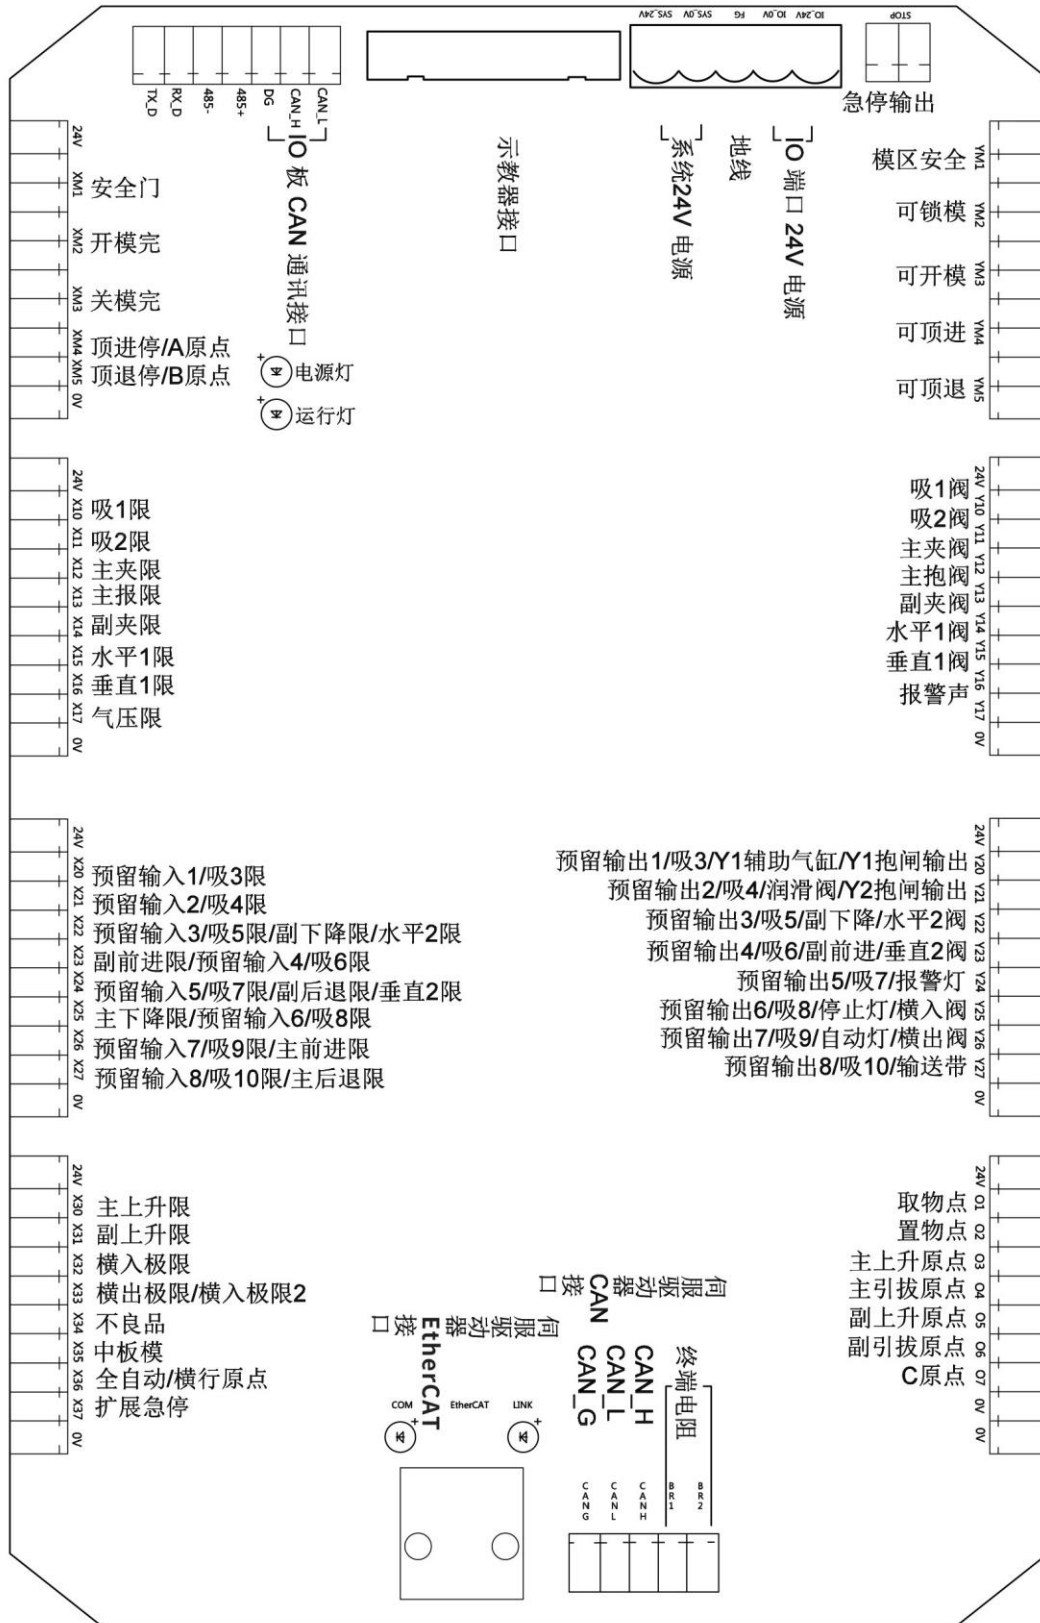 SYS_24V
SYS_0V
FG
IO_0V
IO_24V
STOP
急停输出
TX_D
RX_D
485-
485+
DG
CAN_H
CAN_L
IO 板 CAN 通讯接口
示教器接口
系统24V 电源
地线
IO 端口 24V 电源
24V
XM1 安全门
XM2 开模完
XM3 关模完
XM4 顶进停/A原点
XM5 顶退停/B原点
0V
电源灯
运行灯
模区安全 YM1
可锁模 YM2
可开模 YM3
可顶进 YM4
可顶退 YM5
24V
X10 吸1限
X11 吸2限
X12 主夹限
X13 主报限
X14 副夹限
X15 水平1限
X16 垂直1限
X17 气压限
0V
24V
吸1阀 Y10
吸2阀 Y11
主夹阀 Y12
主抱阀 Y13
副夹阀 Y14
水平1阀 Y15
垂直1阀 Y16
报警声 Y17
0V
24V
X20 预留输入1/吸3限
X21 预留输入2/吸4限
X22 预留输入3/吸5限/副下降限/水平2限
X23 副前进限/预留输入4/吸6限
X24 预留输入5/吸7限/副后退限/垂直2限
X25 主下降限/预留输入6/吸8限
X26 预留输入7/吸9限/主前进限
X27 预留输入8/吸10限/主后退限
0V
24V
预留输出1/吸3/Y1辅助气缸/Y1抱闸输出 Y20
预留输出2/吸4/润滑阀/Y2抱闸输出 Y21
预留输出3/吸5/副下降/水平2阀 Y22
预留输出4/吸6/副前进/垂直2阀 Y23
预留输出5/吸7/报警灯 Y24
预留输出6/吸8/停止灯/横入阀 Y25
预留输出7/吸9/自动灯/横出阀 Y26
预留输出8/吸10/输送带 Y27
0V
24V
X30 主上升限
X31 副上升限
X32 横入极限
X33 横出极限/横入极限2
X34 不良品
X35 中板模
X36 全自动/横行原点
X37 扩展急停
0V
24V
取物点 O1
置物点 O2
主上升原点 O3
主引拔原点 O4
副上升原点 O5
副引拔原点 O6
C原点 O7
0V
0V
伺服驱动器 CAN 接口
伺服驱动器 EtherCAT 接口
CAN_G
CAN_L
CAN_H
终端电阻
COM
EtherCAT
LINK
CANG
CANL
CANH
BR1
BR2